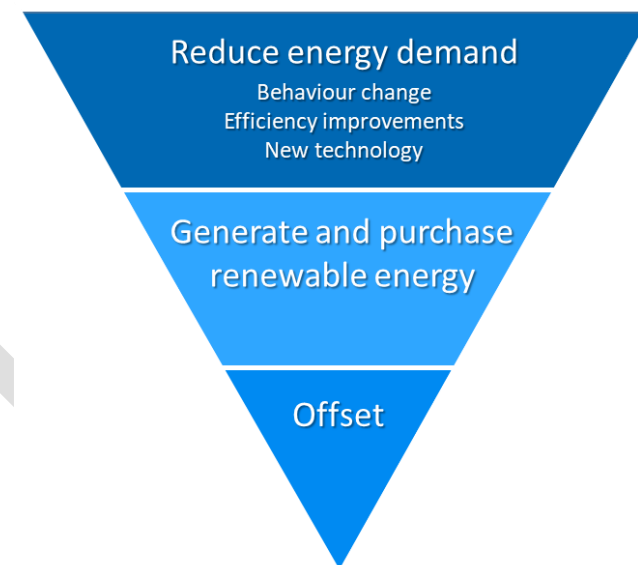 Reduce energy demand
Behaviour change
Efficiency improvements
New technology
Generate and purchase
renewable energy
Offset